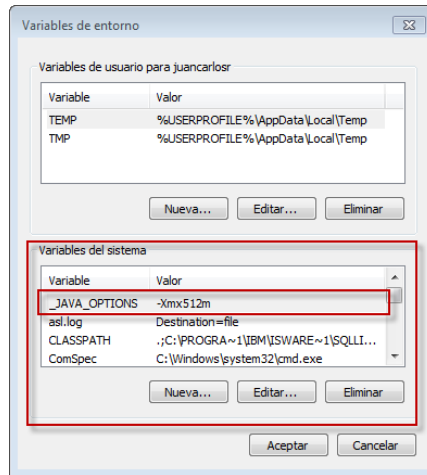 Variables de entorno
Variables de usuario para juancarlosr
Variable Valor
TEMP %USERPROFILE%\AppData\Local\Temp
TMP %USERPROFILE%\AppData\Local\Temp
Nueva... Editar... Eliminar
Variables del sistema
Variable Valor
_JAVA_OPTIONS -Xmx512m
asl.log Destination=file
CLASSPATH .;C:\PROGRA~1\IBM\ISWARE~1\SQLLI...
ComSpec C:\Windows\system32\cmd.exe
Nueva... Editar... Eliminar
Aceptar Cancelar